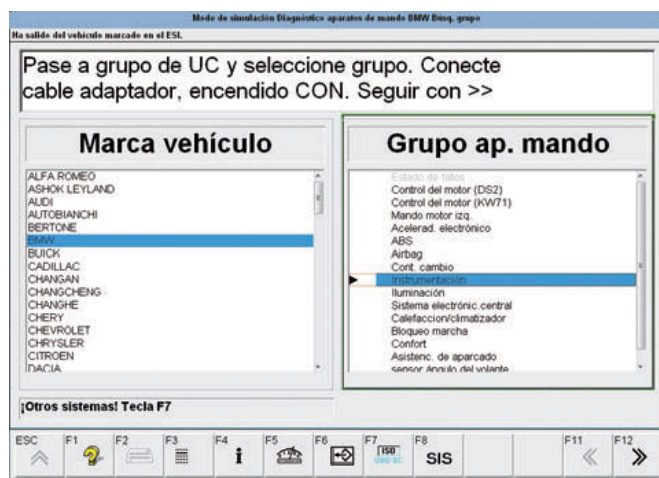 Modo de simulación Diagnóstico aparatos de mando BMW Búsq. grupo
Ha salido del vehículo marcado en el ESI.
Pase a grupo de UC y seleccione grupo. Conecte
cable adaptador, encendido CON. Seguir con >>
Marca vehículo
ALFA ROMEO
ASHOK LEYLAND
AUDI
AUTOBIANCHI
BERTONE
BMW
BUICK
CADILLAC
CHANGAN
CHANGCHENG
CHANGHE
CHERY
CHEVROLET
CHRYSLER
CITROEN
DACIA
Grupo ap. mando
Estado de fallos
Control del motor (DS2)
Control del motor (KW71)
Mando motor izq.
Acelerad. electrónico
ABS
Airbag
Cont. cambio
Instrumentación
Iluminación
Sistema electrónic.central
Calefaccion/climatizador
Bloqueo marcha
Confort
Asistenc. de aparcado
sensor ángulo del volante
¡Otros sistemas! Tecla F7
ESC F1 F2 F3 F4 F5 F6 F7 F8 F11 F12
i ISO SIS